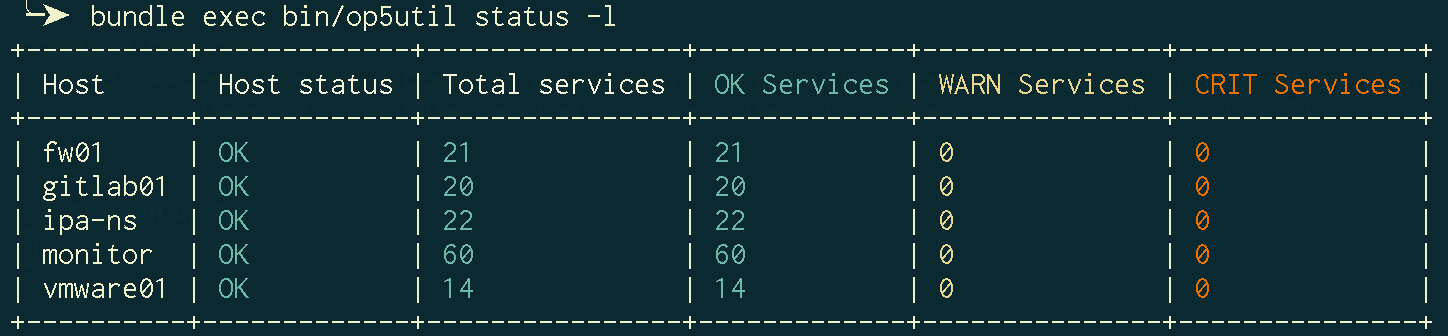 bundle exec bin/op5util status -l
+----------+-------------+----------------+-------------+---------------+---------------+
| Host     | Host status | Total services | OK Services | WARN Services | CRIT Services |
+----------+-------------+----------------+-------------+---------------+---------------+
| fw01     | OK          | 21             | 21          | 0             | 0             |
| gitlab01 | OK          | 20             | 20          | 0             | 0             |
| ipa-ns   | OK          | 22             | 22          | 0             | 0             |
| monitor  | OK          | 60             | 60          | 0             | 0             |
| vmware01 | OK          | 14             | 14          | 0             | 0             |
+----------+-------------+----------------+-------------+---------------+---------------+